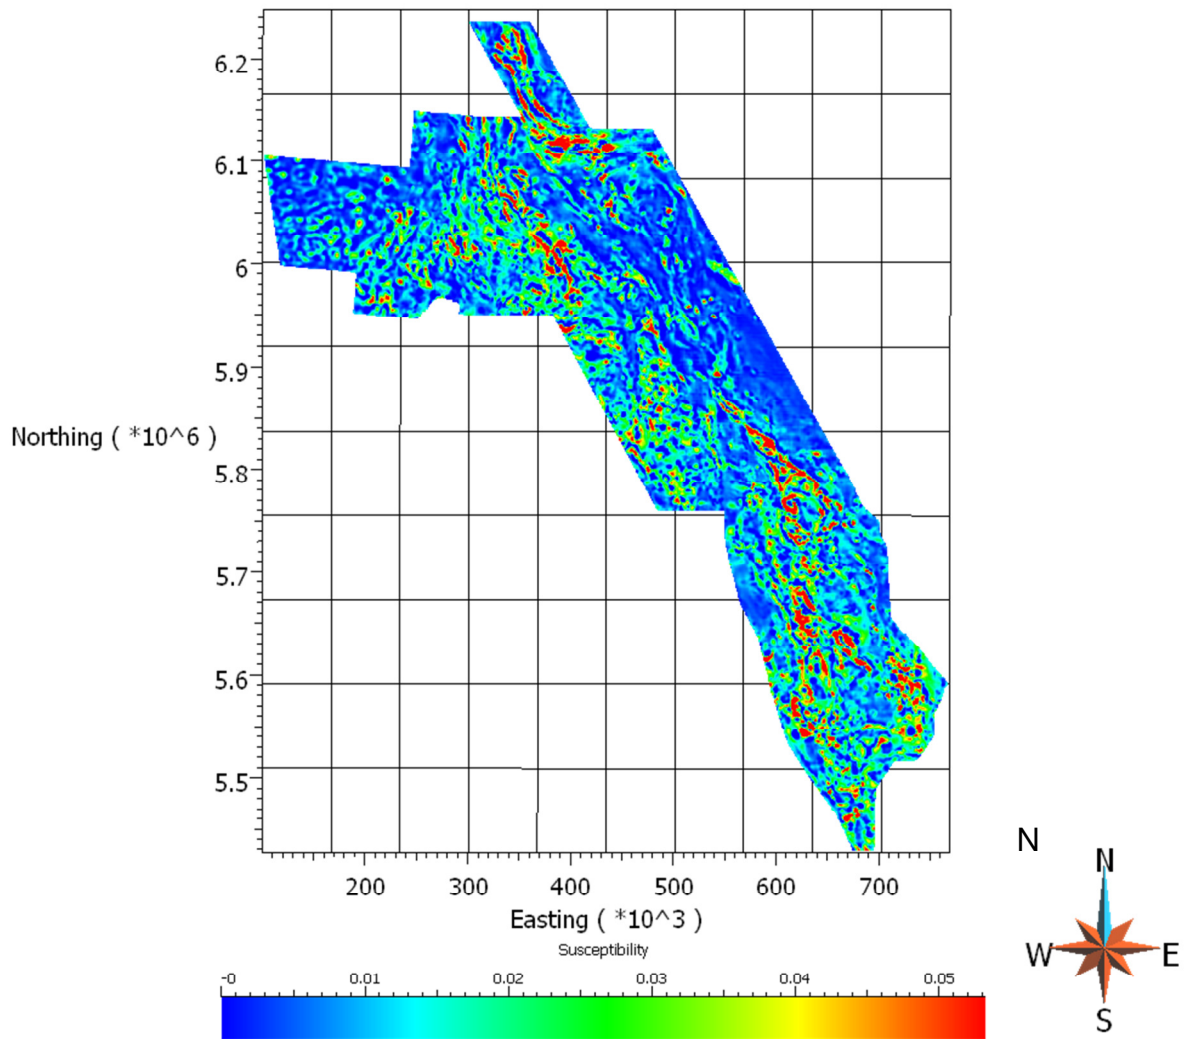 6.2
6.1
6
5.9
Northing ( *10^6 )
5.8
5.7
5.6
5.5
200 300 400 500 600 700
Easting ( *10^3 )
Susceptibility
-0 0.01 0.02 0.03 0.04 0.05
N
N
W E
S